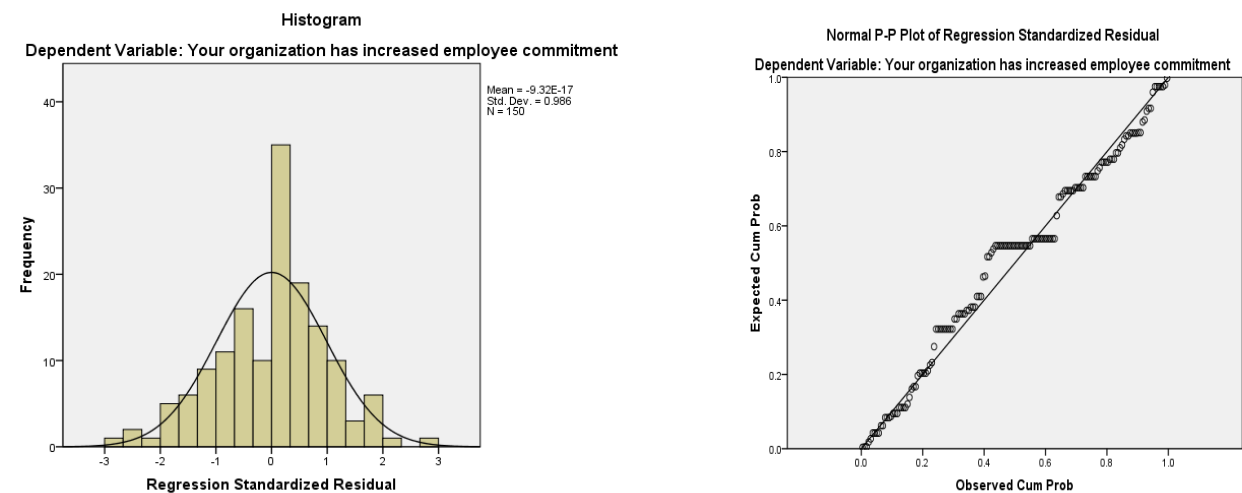 Histogram
Dependent Variable: Your organization has increased employee commitment
Mean = -9.32E-17
Std. Dev. = 0.986
N = 150
40
30
20
10
0
Frequency
-3 -2 -1 0 1 2 3
Regression Standardized Residual
Normal P-P Plot of Regression Standardized Residual
Dependent Variable: Your organization has increased employee commitment
1.0
0.8
0.6
0.4
0.2
0.0
Expected Cum Prob
0.0 0.2 0.4 0.6 0.8 1.0
Observed Cum Prob